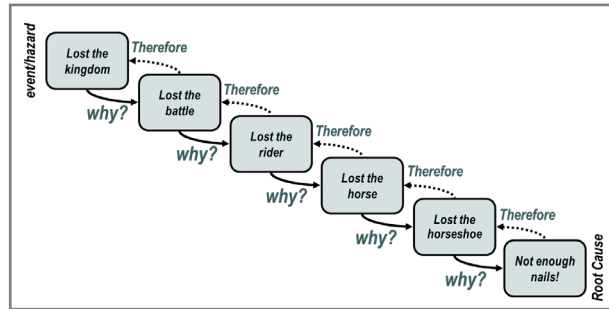 event/hazard
Lost the
kingdom
Therefore
why?
Lost the
battle
Therefore
why?
Lost the
rider
Therefore
why?
Lost the
horse
Therefore
why?
Lost the
horseshoe
Therefore
why?
Not enough
nails!
Root Cause